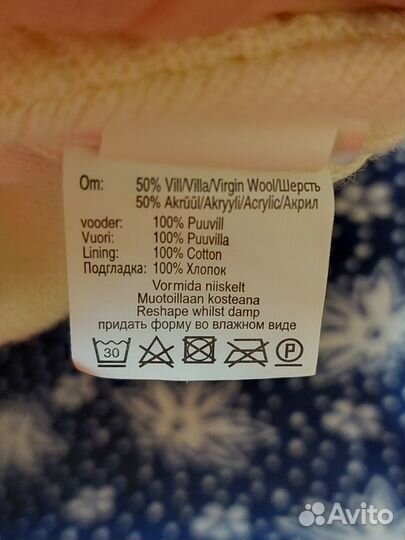 Om: 50% Vill/Villa/Virgin Wool/Шерсть
50% Akrüül/Akryyli/Acrylic/Акрил
vooder: 100% Puuvill
Vuori: 100% Puuvilla
Lining: 100% Cotton
Подгладка: 100% Хлопок
Vormida niiskelt
Muotoillaan kosteana
Reshape whilst damp
придать форму во влажном виде
30 P
Avito